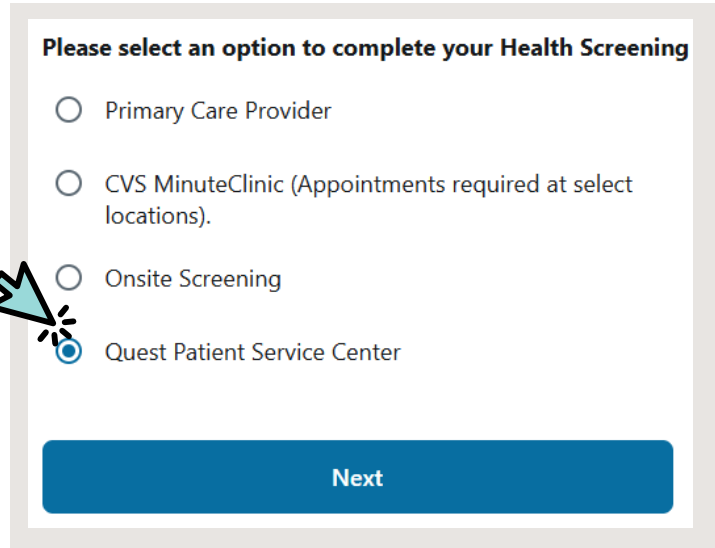 Please select an option to complete your Health Screening
Primary Care Provider
CVS MinuteClinic (Appointments required at select
locations).
Onsite Screening
Quest Patient Service Center
Next